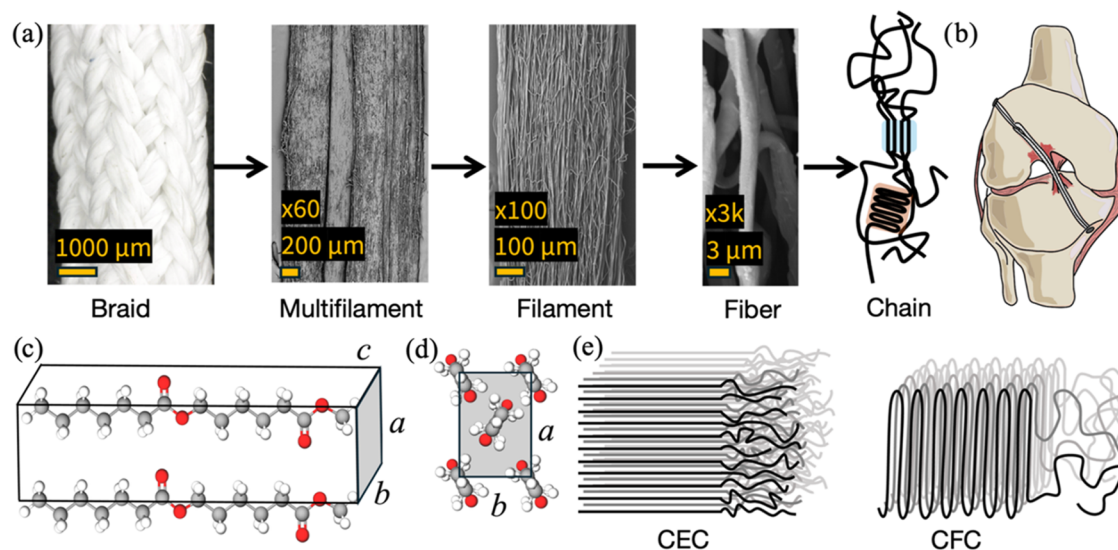 (a)
1000 µm
Braid
x60
200 µm
Multifilament
x100
100 µm
Filament
x3k
3 µm
Fiber
Chain
(b)
(c)
c
a
b
(d)
a
b
(e)
CEC
CFC